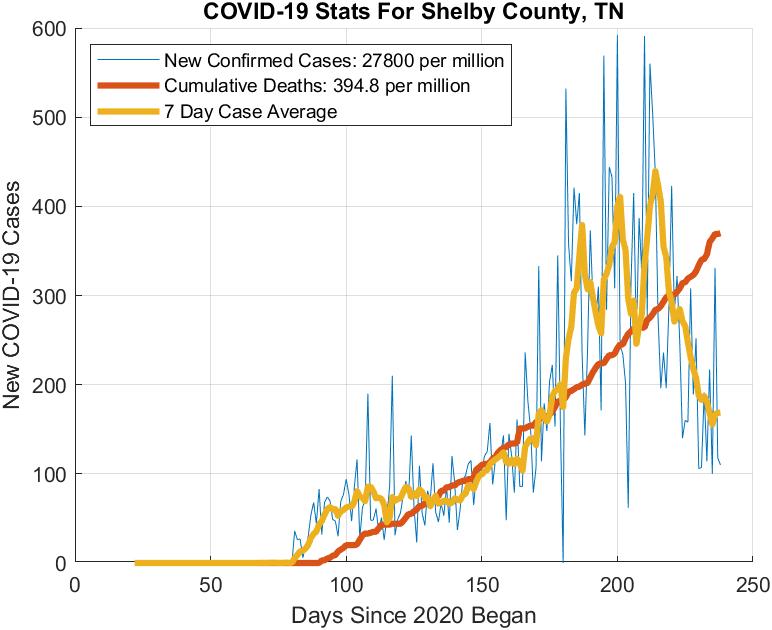 COVID-19 Stats For Shelby County, TN
New Confirmed Cases: 27800 per million
Cumulative Deaths: 394.8 per million
7 Day Case Average
New COVID-19 Cases
600
500
400
300
200
100
0
0 50 100 150 200 250
Days Since 2020 Began